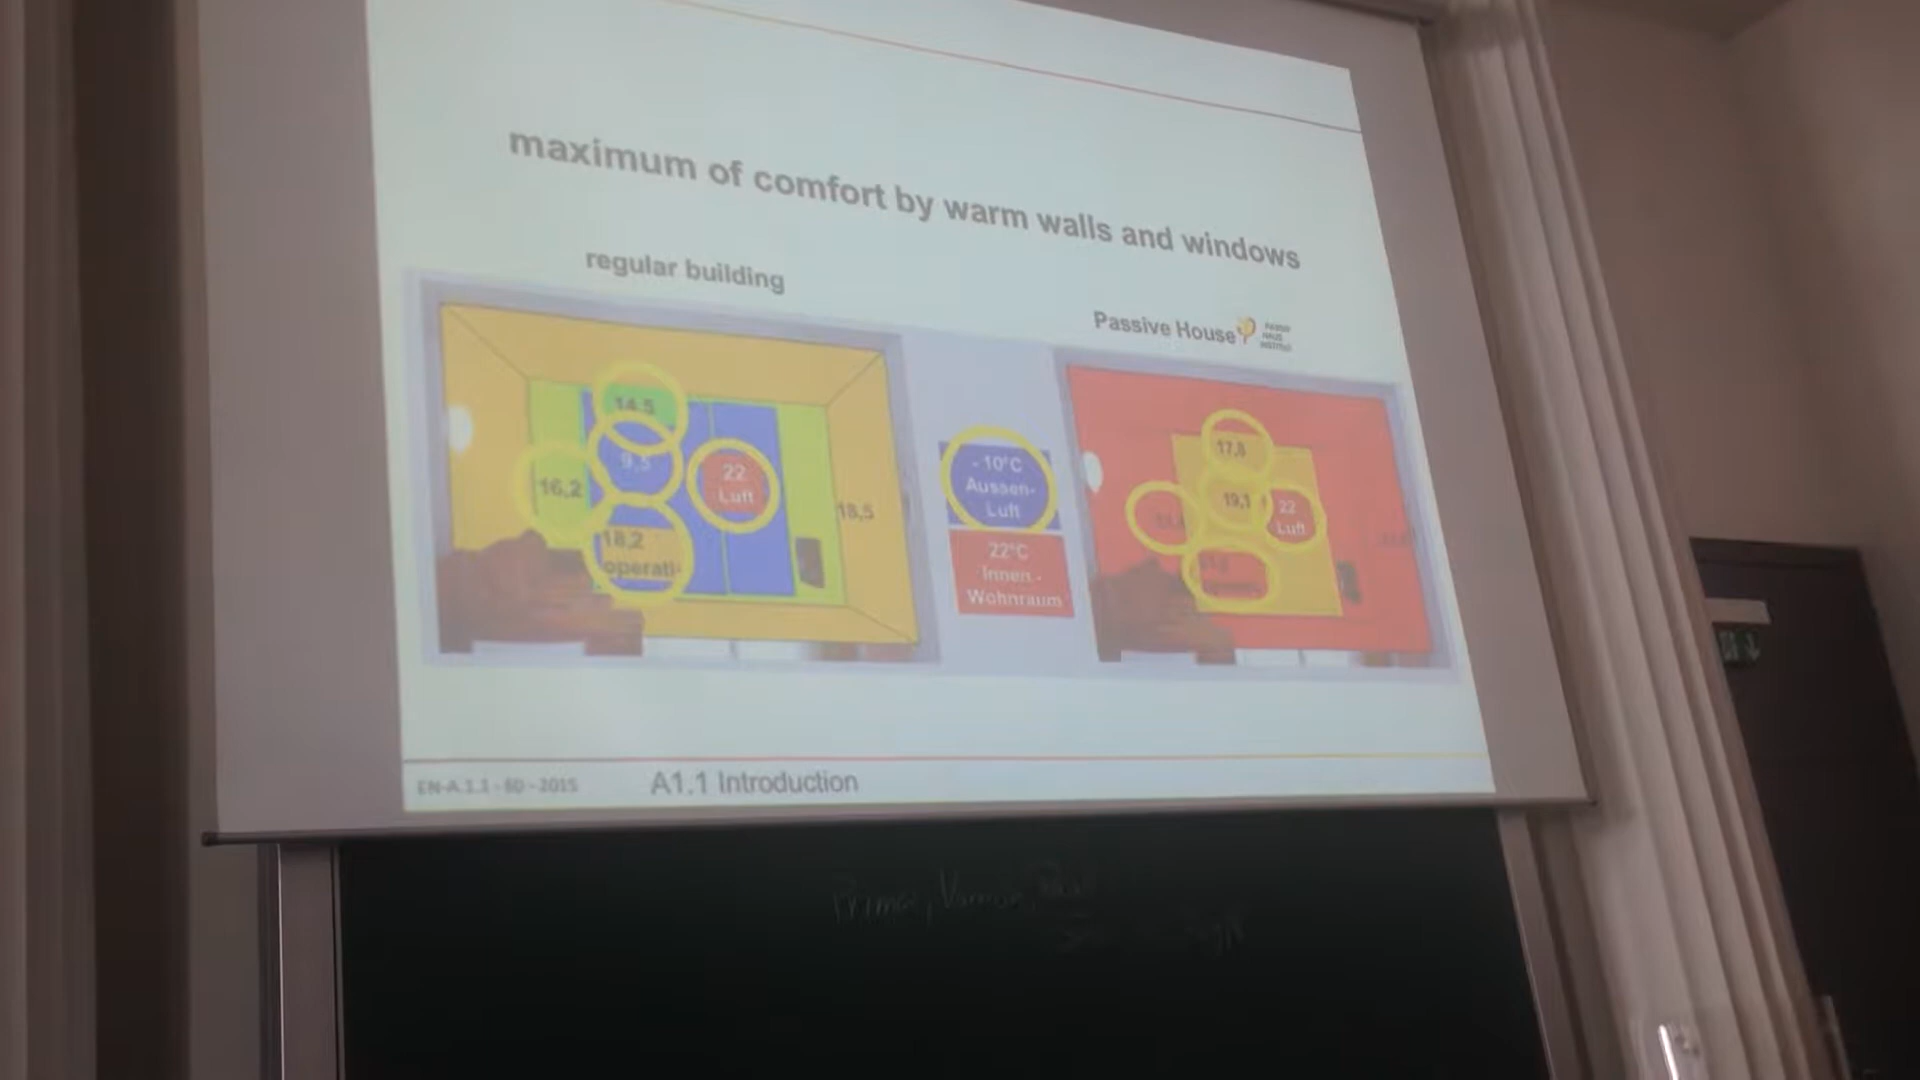 maximum of comfort by warm walls and windows
regular building
Passive House
14,5
9,5
16,2
22
Luft
18,5
18,2
operati-
- 10°C
Aussen-
Luft
22°C
Innen -
Wohnraum
17,8
19,1
22
Luft
EN-A.1.1 - 60 - 2015
A1.1 Introduction